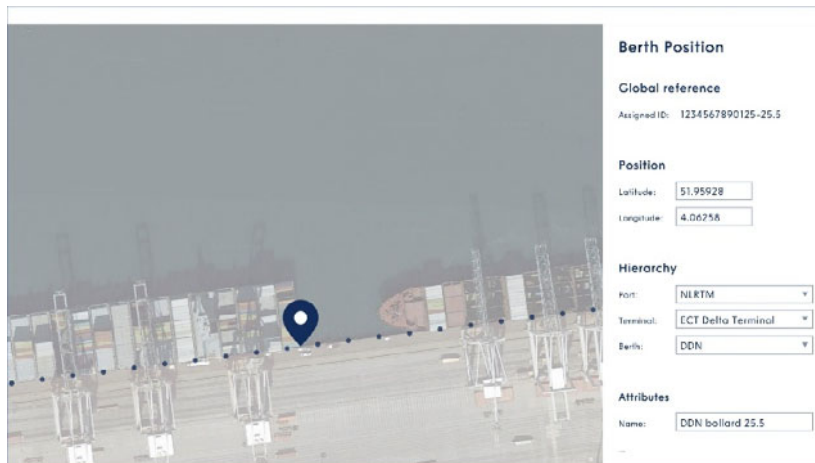 Berth Position
Global reference
Assigned ID: 1234567890125-25.5
Position
Latitude: 51.95928
Longitude: 4.06258
Hierarchy
Port: NLRTM
Terminal: ECT Delta Terminal
Berth: DDN
Attributes
Name: DDN bollard 25.5
...